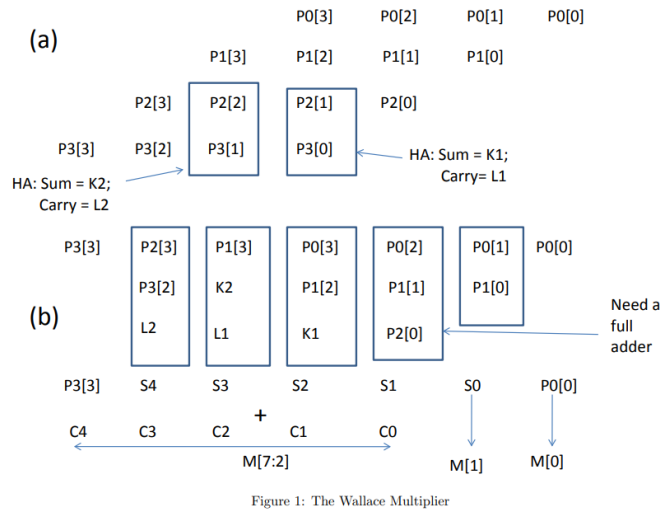 P0[3] P0[2] P0[1] P0[0]
(a)
P1[3] P1[2] P1[1] P1[0]
P2[3] P2[2] P2[1] P2[0]
P3[3] P3[2] P3[1] P3[0]
HA: Sum = K2;
Carry = L2
HA: Sum = K1;
Carry= L1
P3[3] P2[3] P1[3] P0[3] P0[2] P0[1] P0[0]
P3[2] K2 P1[2] P1[1] P1[0]
(b)
L2 L1 K1 P2[0]
Need a
full
adder
P3[3] S4 S3 S2 S1 S0 P0[0]
+
C4 C3 C2 C1 C0
M[7:2] M[1] M[0]
Figure 1: The Wallace Multiplier